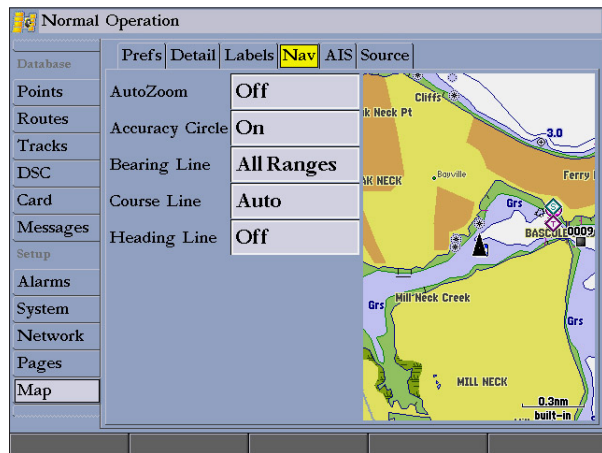 Normal Operation
Prefs Detail Labels Nav AIS Source
Database
Points
Routes
Tracks
DSC
Card
Messages
Setup
Alarms
System
Network
Pages
Map
AutoZoom Off
Accuracy Circle On
Bearing Line All Ranges
Course Line Auto
Heading Line Off
Cliffs
k Neck Pt
3.0
Bayville
Ferry
AK NECK
Grs
S
T
BASCULE
0009
Mill Neck Creek
Grs
Grs
MILL NECK
0.3nm
built-in